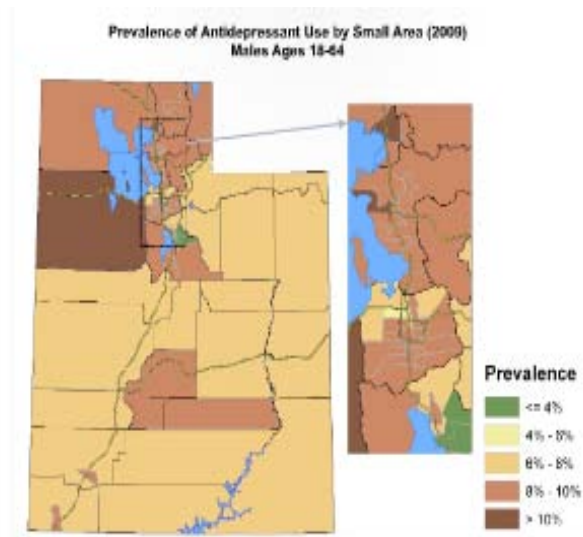 Prevalence of Antidepressant Use by Small Area (2009)
Males Ages 18-64
Prevalence
<= 4%
4% - 6%
6% - 8%
8% - 10%
> 10%